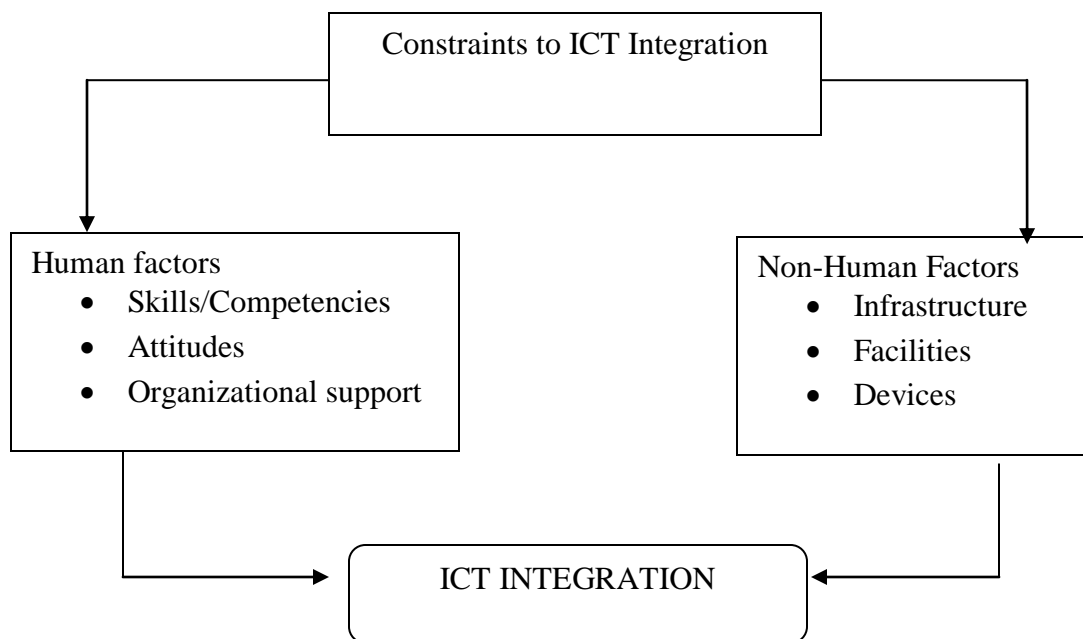 Constraints to ICT Integration
Human factors
• Skills/Competencies
• Attitudes
• Organizational support
Non-Human Factors
• Infrastructure
• Facilities
• Devices
ICT INTEGRATION